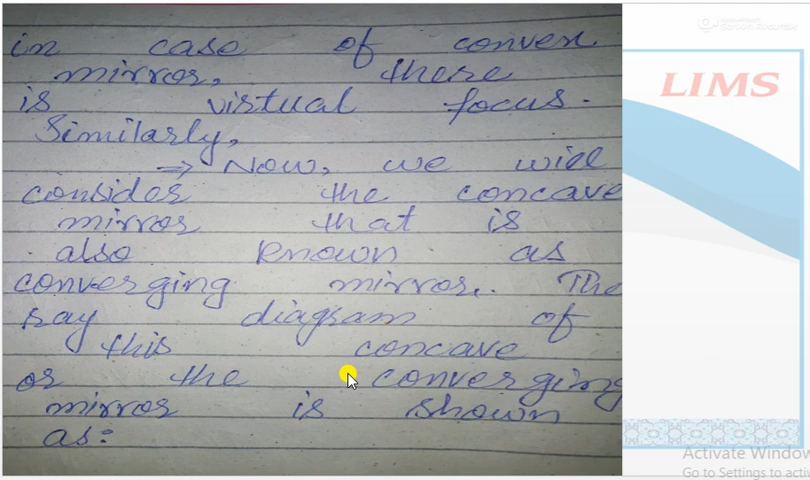 in case of convex
mirror, there
is virtual focus.
Similarly,
⇒ Now, we will
consider the concave
mirror that is
also known as
converging mirror. The
ray diagram of
this concave
or the converging
mirror is shown
as:
LIMS
Activate Window
Go to Settings to activ